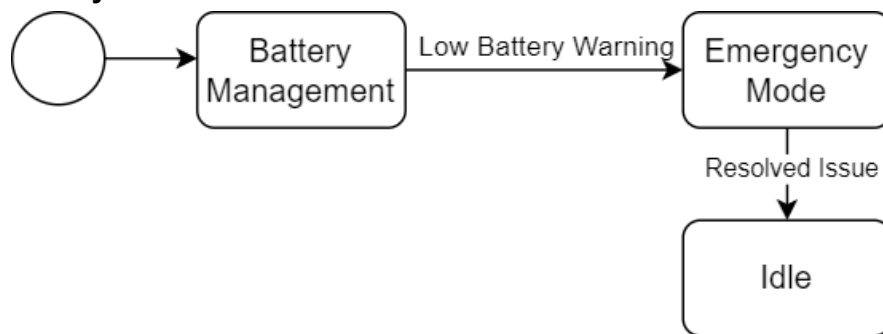 Battery
Management
Low Battery Warning
Emergency
Mode
Resolved Issue
Idle